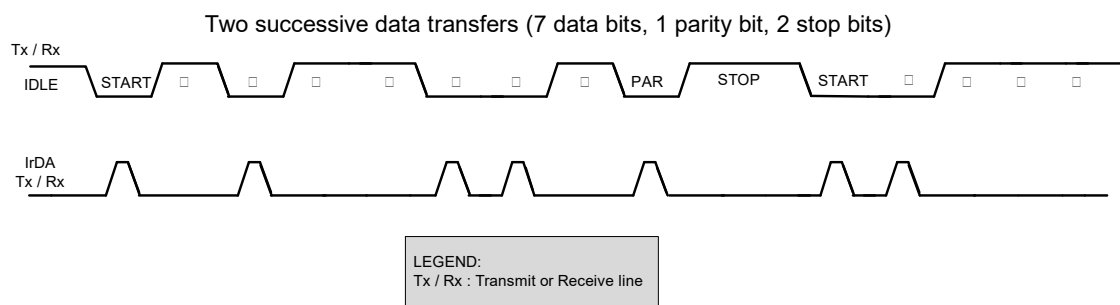 Two successive data transfers (7 data bits, 1 parity bit, 2 stop bits)
Tx / Rx
IDLE
START
PAR
STOP
START
IrDA
Tx / Rx
LEGEND:
Tx / Rx : Transmit or Receive line